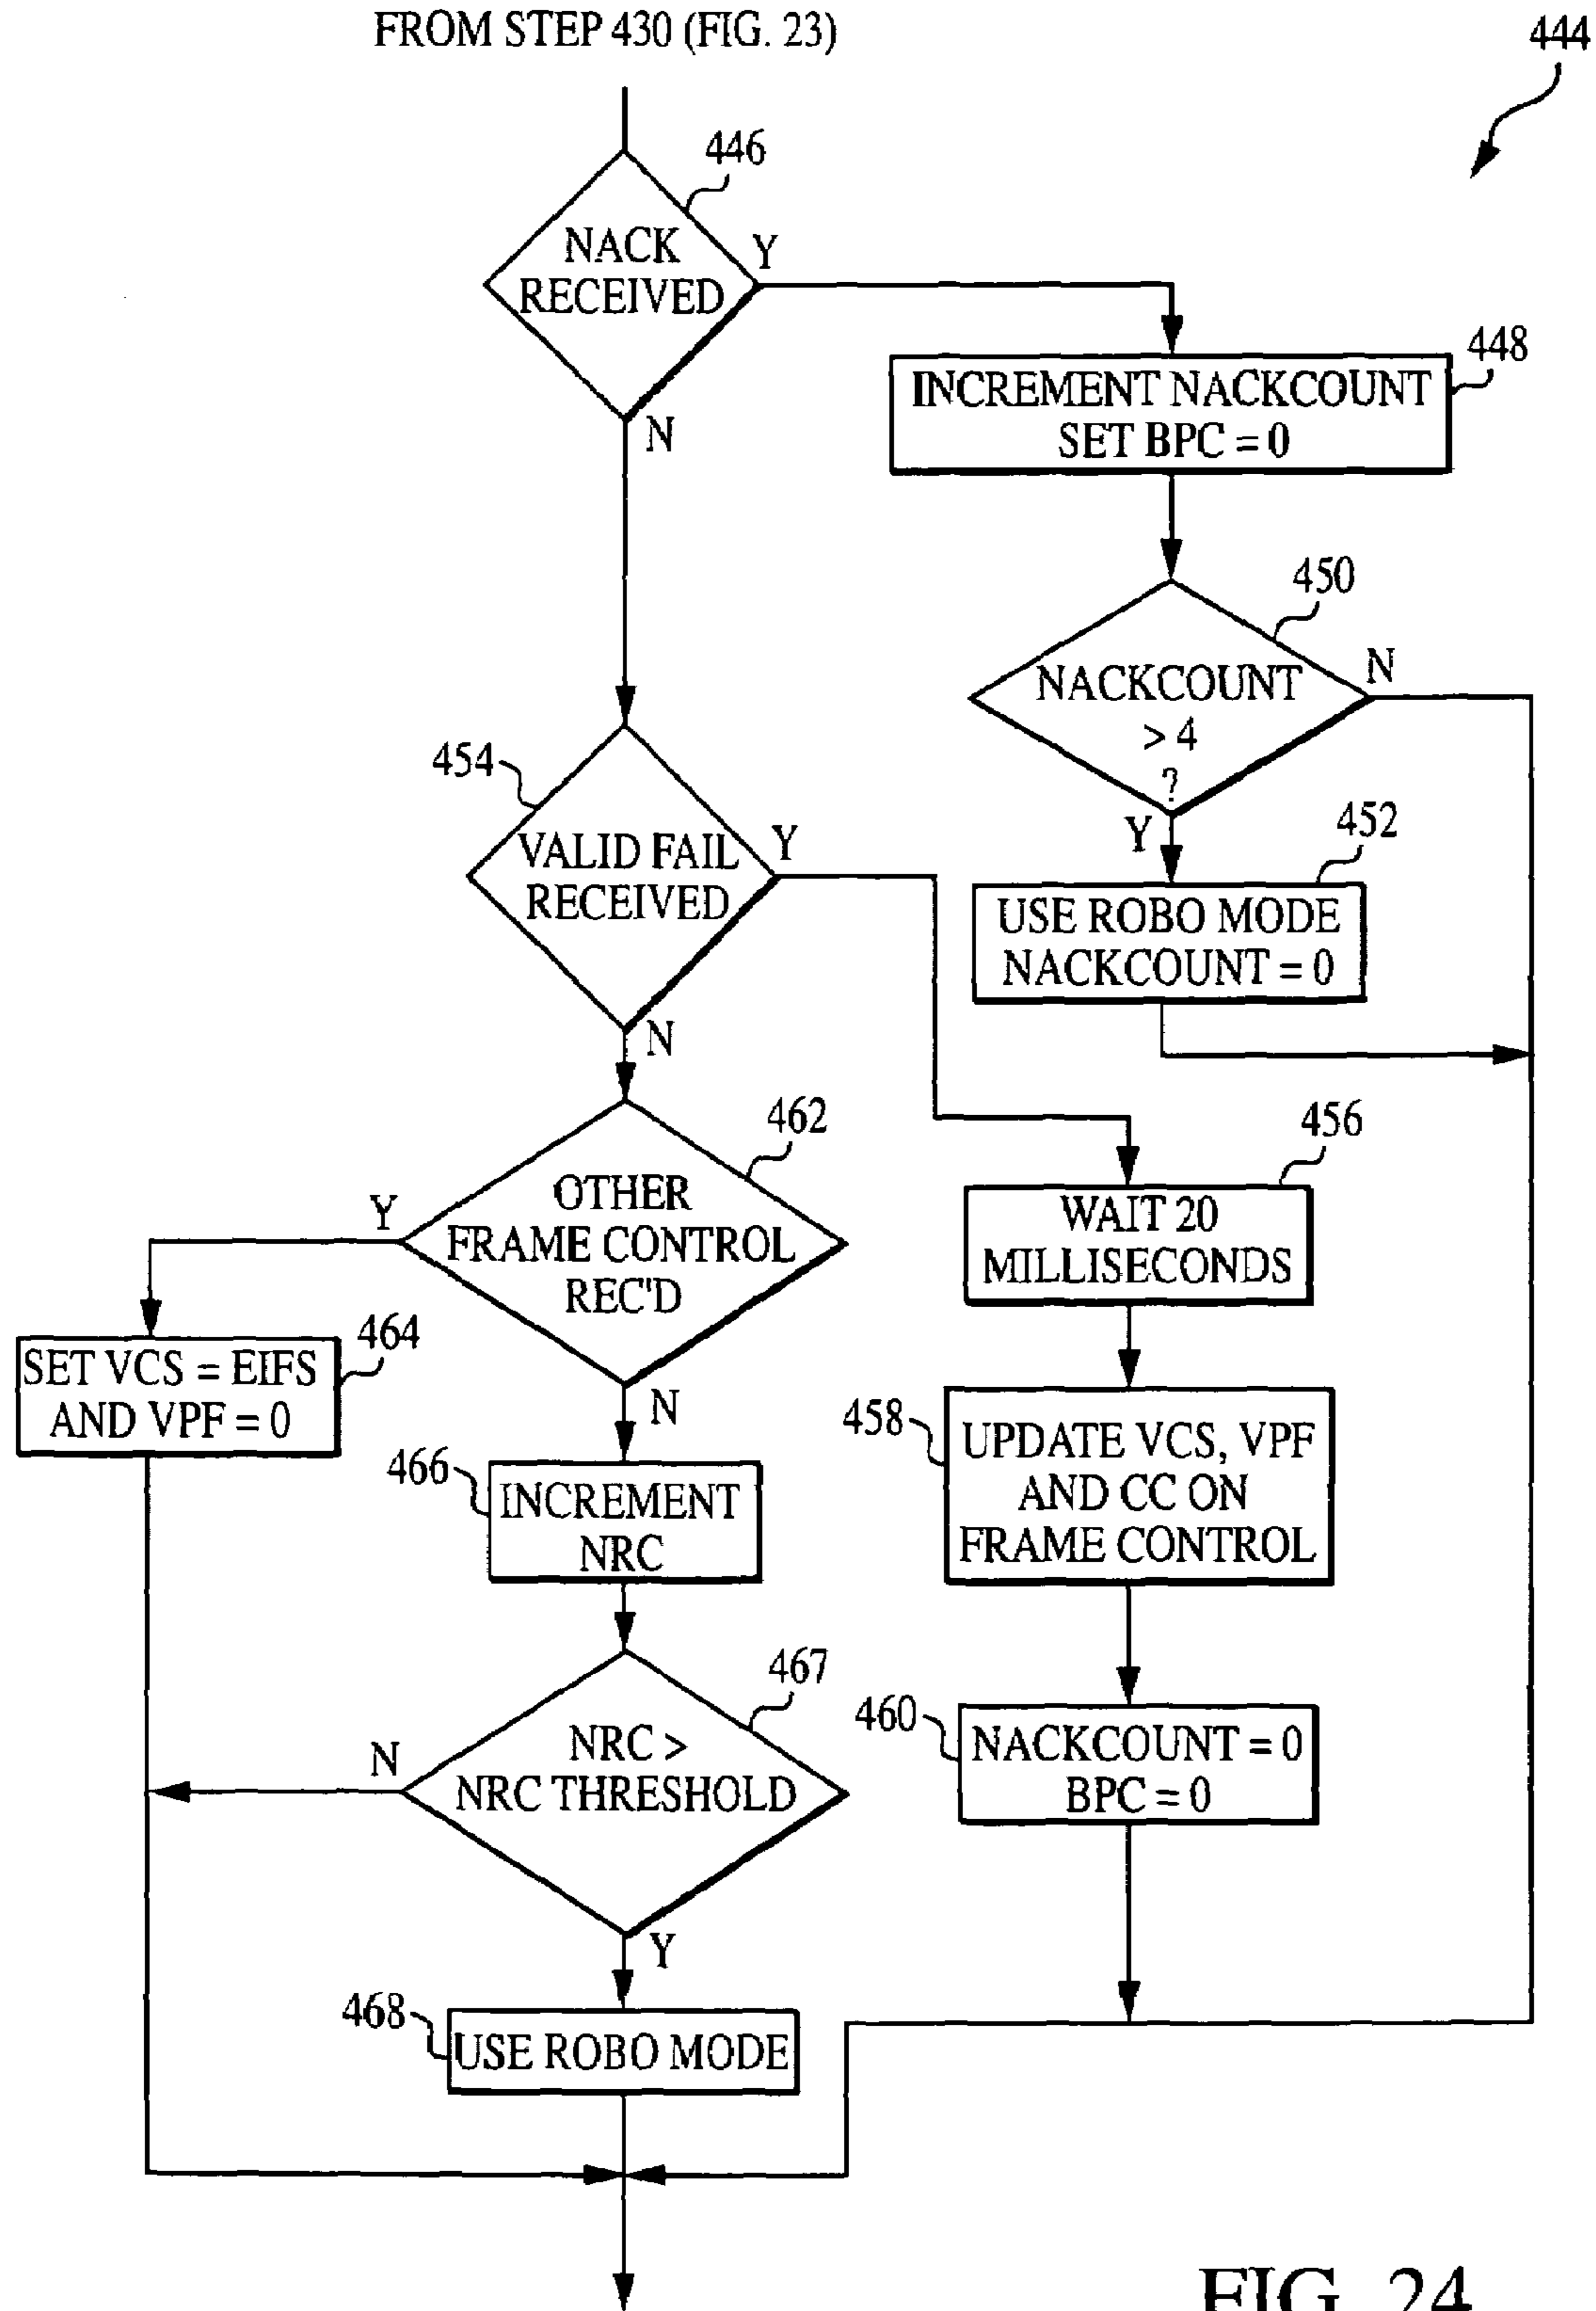 FROM STEP 430 (FIG. 23)
444
446
NACK
RECEIVED
Y
N
448
INCREMENT NACKCOUNT
SET BPC = 0
450
NACKCOUNT
> 4
?
N
Y
452
USE ROBO MODE
NACKCOUNT = 0
454
VALID FAIL
RECEIVED
Y
N
456
WAIT 20
MILLISECONDS
458
UPDATE VCS, VPF
AND CC ON
FRAME CONTROL
460
NACKCOUNT = 0
BPC = 0
462
OTHER
FRAME CONTROL
REC'D
Y
N
464
SET VCS = EIFS
AND VPF = 0
466
INCREMENT
NRC
467
NRC >
NRC THRESHOLD
N
Y
468
USE ROBO MODE
FIG. 24